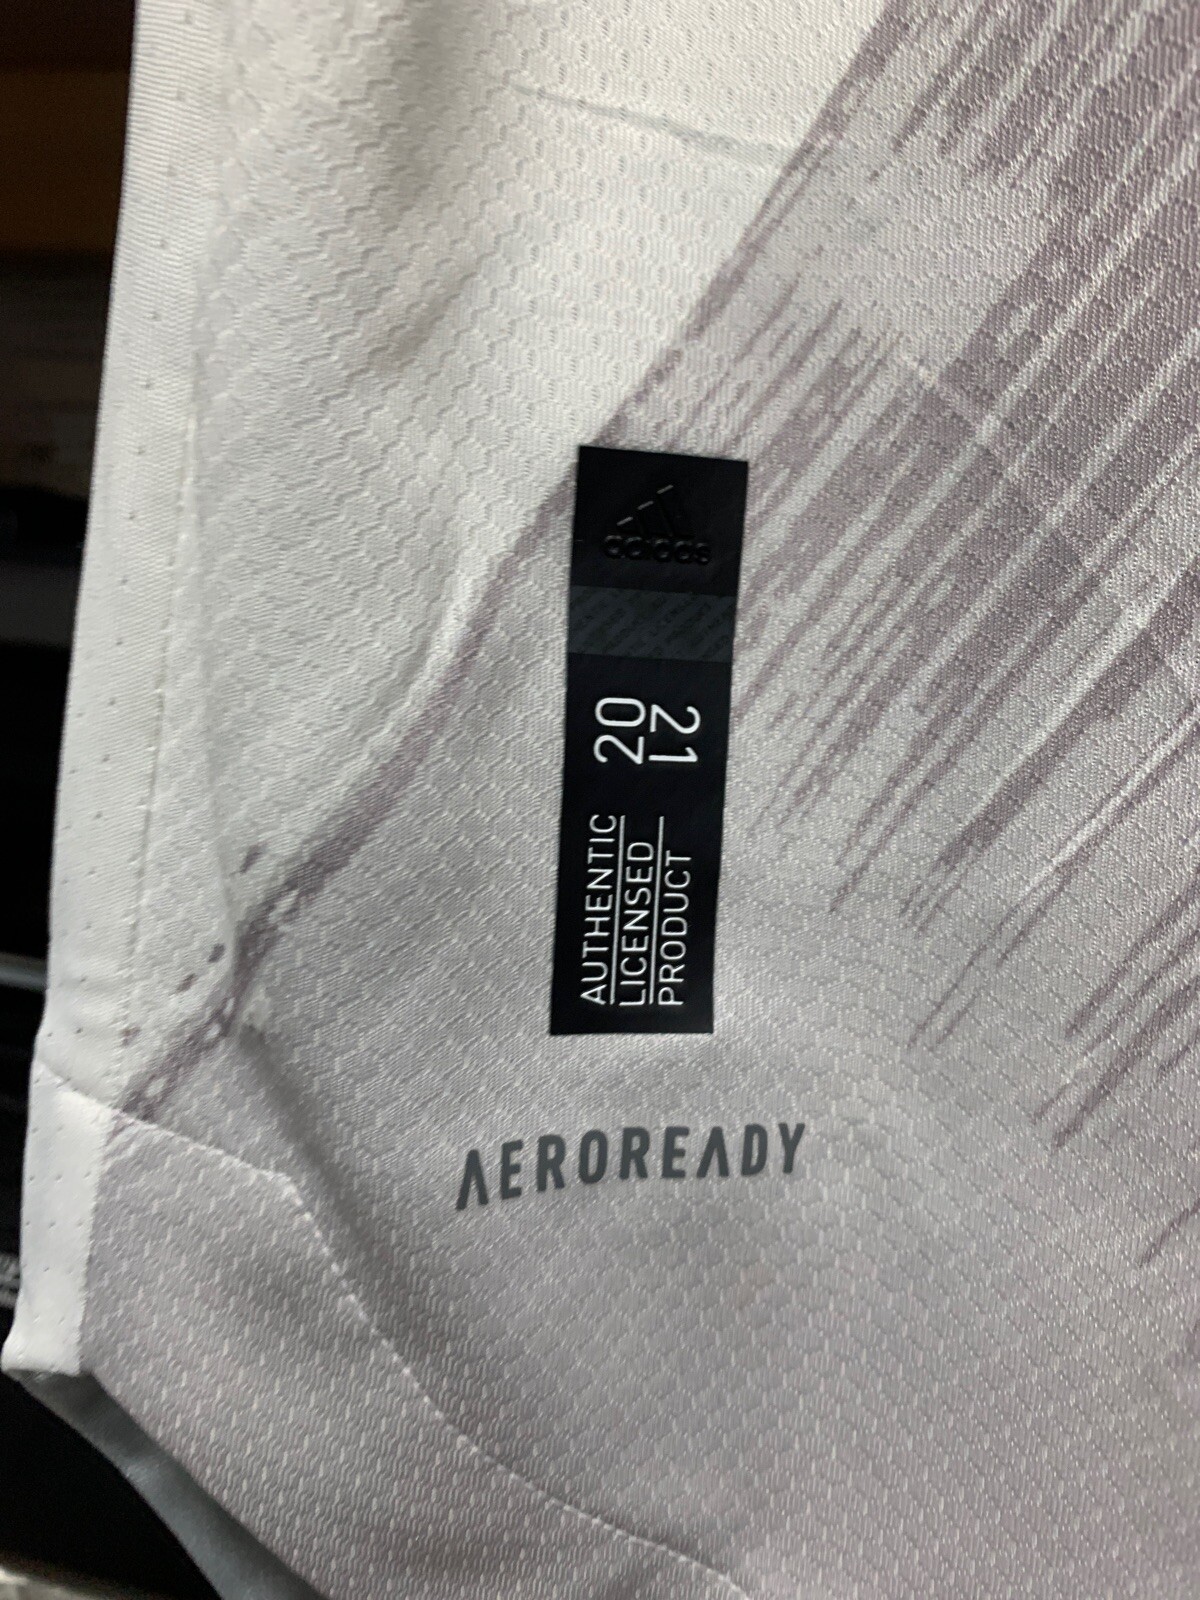 adidas
20
21
AUTHENTIC
LICENSED
PRODUCT
AEROREADY